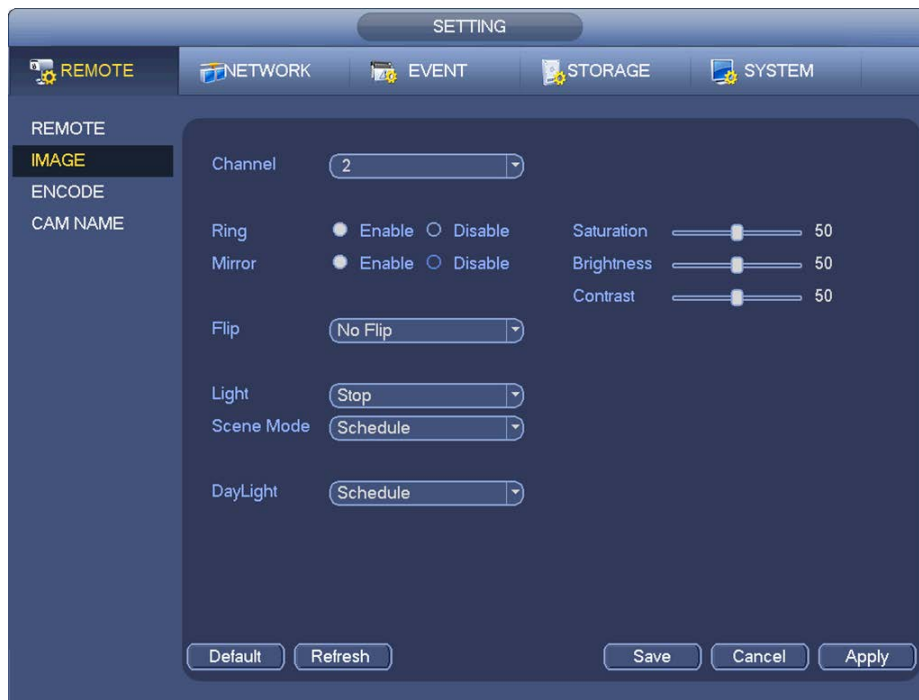 SETTING
REMOTE NETWORK EVENT STORAGE SYSTEM
REMOTE
IMAGE
ENCODE
CAM NAME
Channel 2
Ring Enable Disable Saturation 50
Mirror Enable Disable Brightness 50
Contrast 50
Flip No Flip
Light Stop
Scene Mode Schedule
DayLight Schedule
Default Refresh Save Cancel Apply